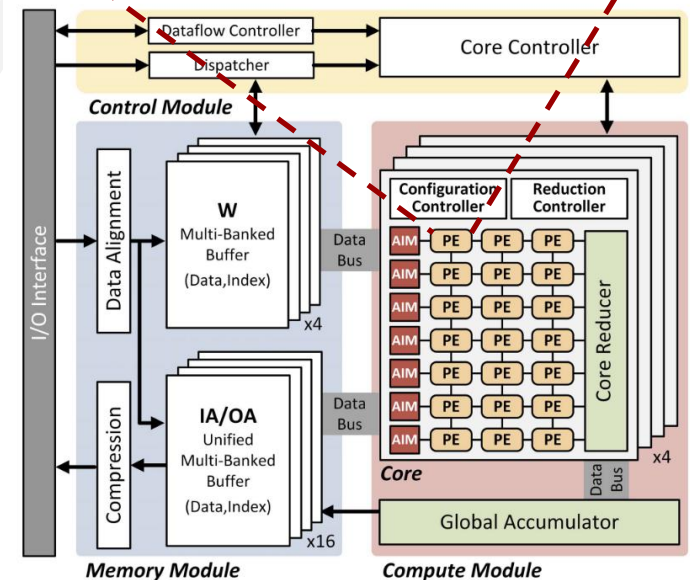 I/O Interface
Dataflow Controller
Dispatcher
Core Controller
Control Module
Data Alignment
W
Multi-Banked
Buffer
(Data,Index)
x4
Data
Bus
Compression
IA/OA
Unified
Multi-Banked
Buffer
(Data,Index)
x16
Data
Bus
Memory Module
Configuration
Controller
Reduction
Controller
AIM PE PE PE
AIM PE PE PE
AIM PE PE PE
AIM PE PE PE
AIM PE PE PE
AIM PE PE PE
AIM PE PE PE
Core Reducer
Core
x4
Data
Bus
Global Accumulator
Compute Module